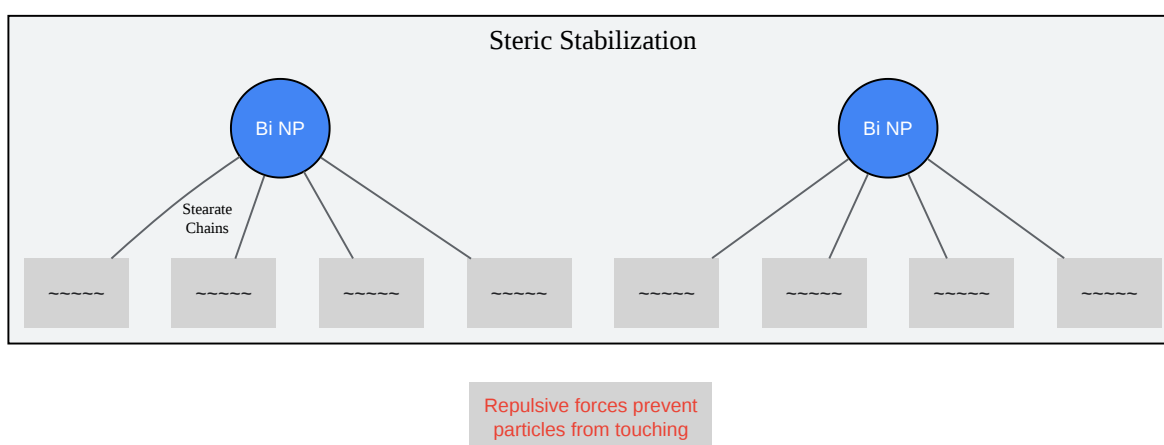 Steric Stabilization
Bi NP
Bi NP
Stearate
Chains
~~~~~
~~~~~
~~~~~
~~~~~
~~~~~
~~~~~
~~~~~
~~~~~
Repulsive forces prevent
particles from touching